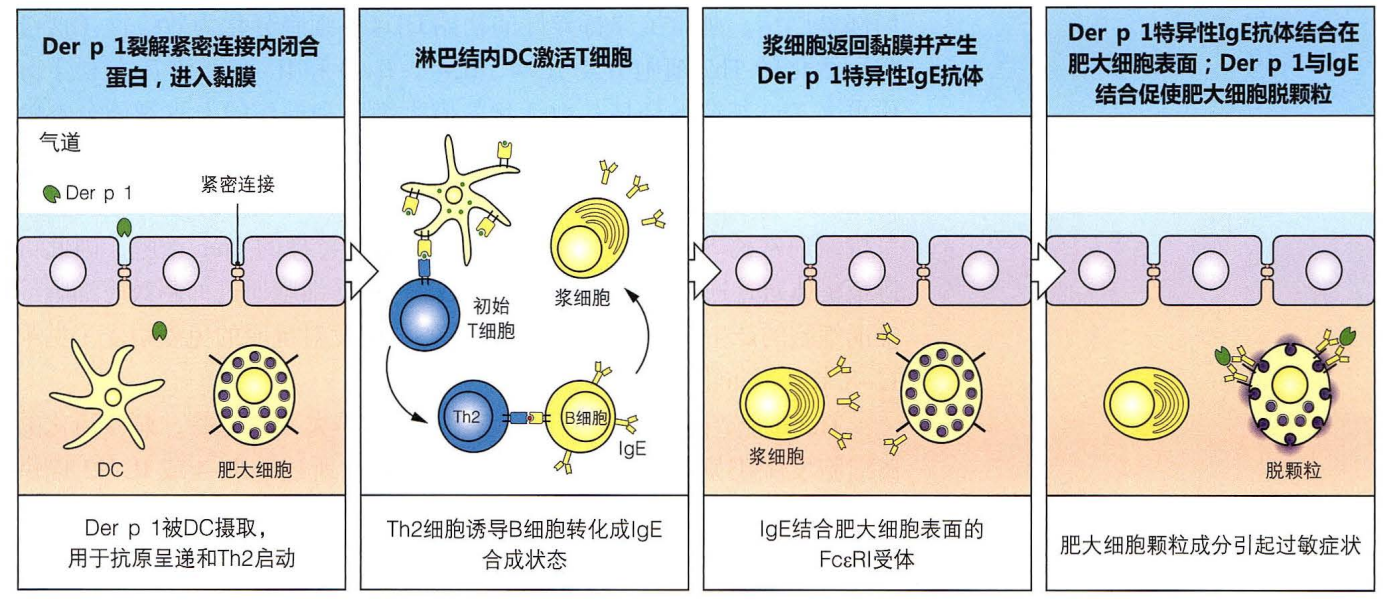 Der p 1裂解紧密连接内闭合
蛋白，进入黏膜
气道
Der p 1
紧密连接
DC
肥大细胞
Der p 1被DC摄取，
用于抗原呈递和Th2启动
淋巴结内DC激活T细胞
初始
T细胞
浆细胞
Th2
B细胞
IgE
Th2细胞诱导B细胞转化成IgE
合成状态
浆细胞返回黏膜并产生
Der p 1特异性IgE抗体
浆细胞
IgE结合肥大细胞表面的
FcεRI受体
Der p 1特异性IgE抗体结合在
肥大细胞表面；Der p 1与IgE
结合促使肥大细胞脱颗粒
脱颗粒
肥大细胞颗粒成分引起过敏症状